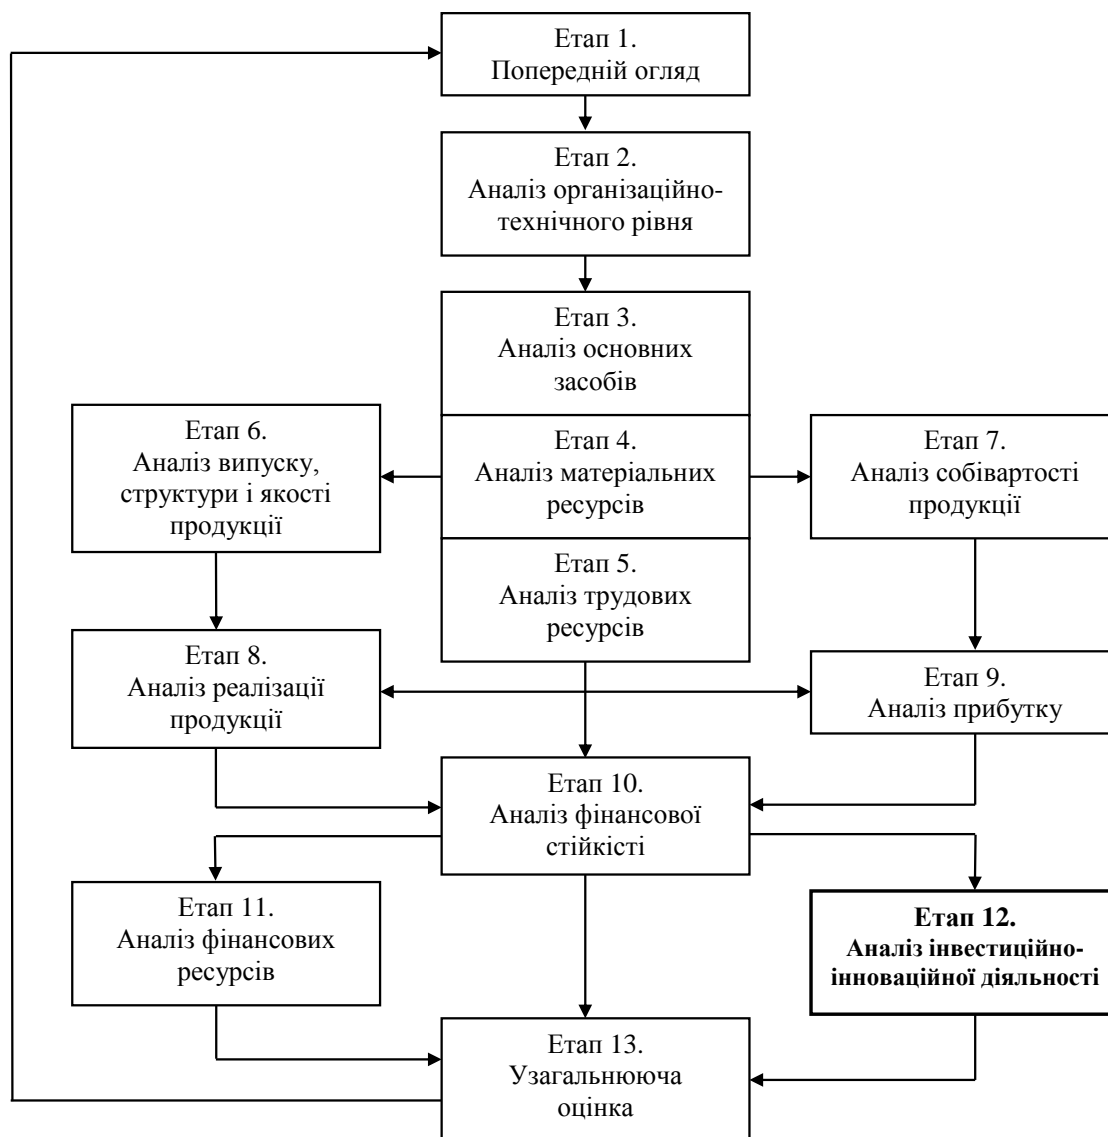 Етап 1.
Попередній огляд
Етап 2.
Аналіз організаційно-
технічного рівня
Етап 3.
Аналіз основних
засобів
Етап 4.
Аналіз матеріальних
ресурсів
Етап 5.
Аналіз трудових
ресурсів
Етап 6.
Аналіз випуску,
структури і якості
продукції
Етап 7.
Аналіз собівартості
продукції
Етап 8.
Аналіз реалізації
продукції
Етап 9.
Аналіз прибутку
Етап 10.
Аналіз фінансової
стійкісті
Етап 11.
Аналіз фінансових
ресурсів
Етап 12.
Аналіз інвестиційно-
інноваційної діяльності
Етап 13.
Узагальнююча
оцінка